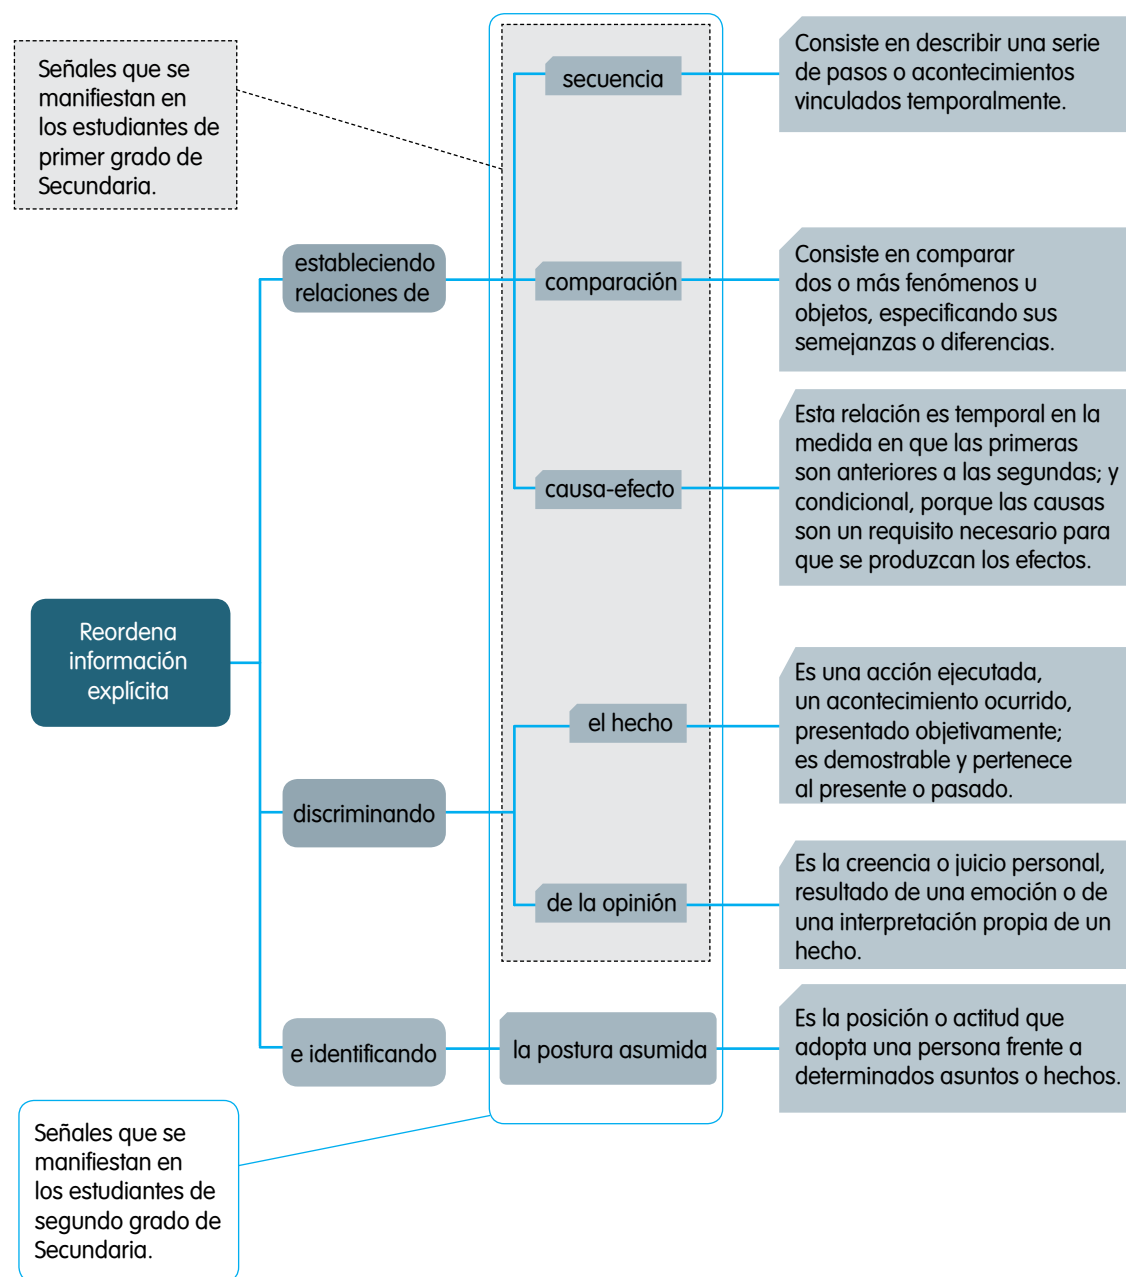 Señales que se
manifiestan en
los estudiantes de
primer grado de
Secundaria.
secuencia
Consiste en describir una serie
de pasos o acontecimientos
vinculados temporalmente.
estableciendo
relaciones de
comparación
Consiste en comparar
dos o más fenómenos u
objetos, especificando sus
semejanzas o diferencias.
causa-efecto
Esta relación es temporal en la
medida en que las primeras
son anteriores a las segundas; y
condicional, porque las causas
son un requisito necesario para
que se produzcan los efectos.
Reordena
información
explícita
el hecho
Es una acción ejecutada,
un acontecimiento ocurrido,
presentado objetivamente;
es demostrable y pertenece
al presente o pasado.
discriminando
de la opinión
Es la creencia o juicio personal,
resultado de una emoción o de
una interpretación propia de un
hecho.
e identificando
la postura asumida
Es la posición o actitud que
adopta una persona frente a
determinados asuntos o hechos.
Señales que se
manifiestan en
los estudiantes de
segundo grado de
Secundaria.